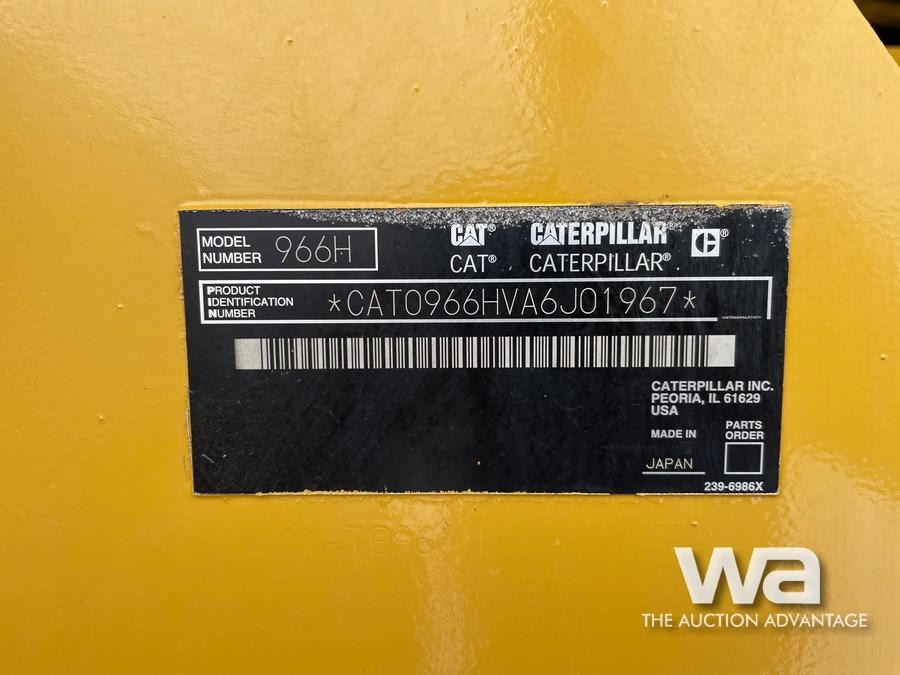 MODEL NUMBER 966H
CAT® CATERPILLAR® C
CAT® CATERPILLAR®
PRODUCT IDENTIFICATION NUMBER *CAT0966HVA6J01967*
CATERPILLAR INC.
PEORIA, IL 61629
USA
MADE IN JAPAN
PARTS ORDER
239-6986X
wa
THE AUCTION ADVANTAGE